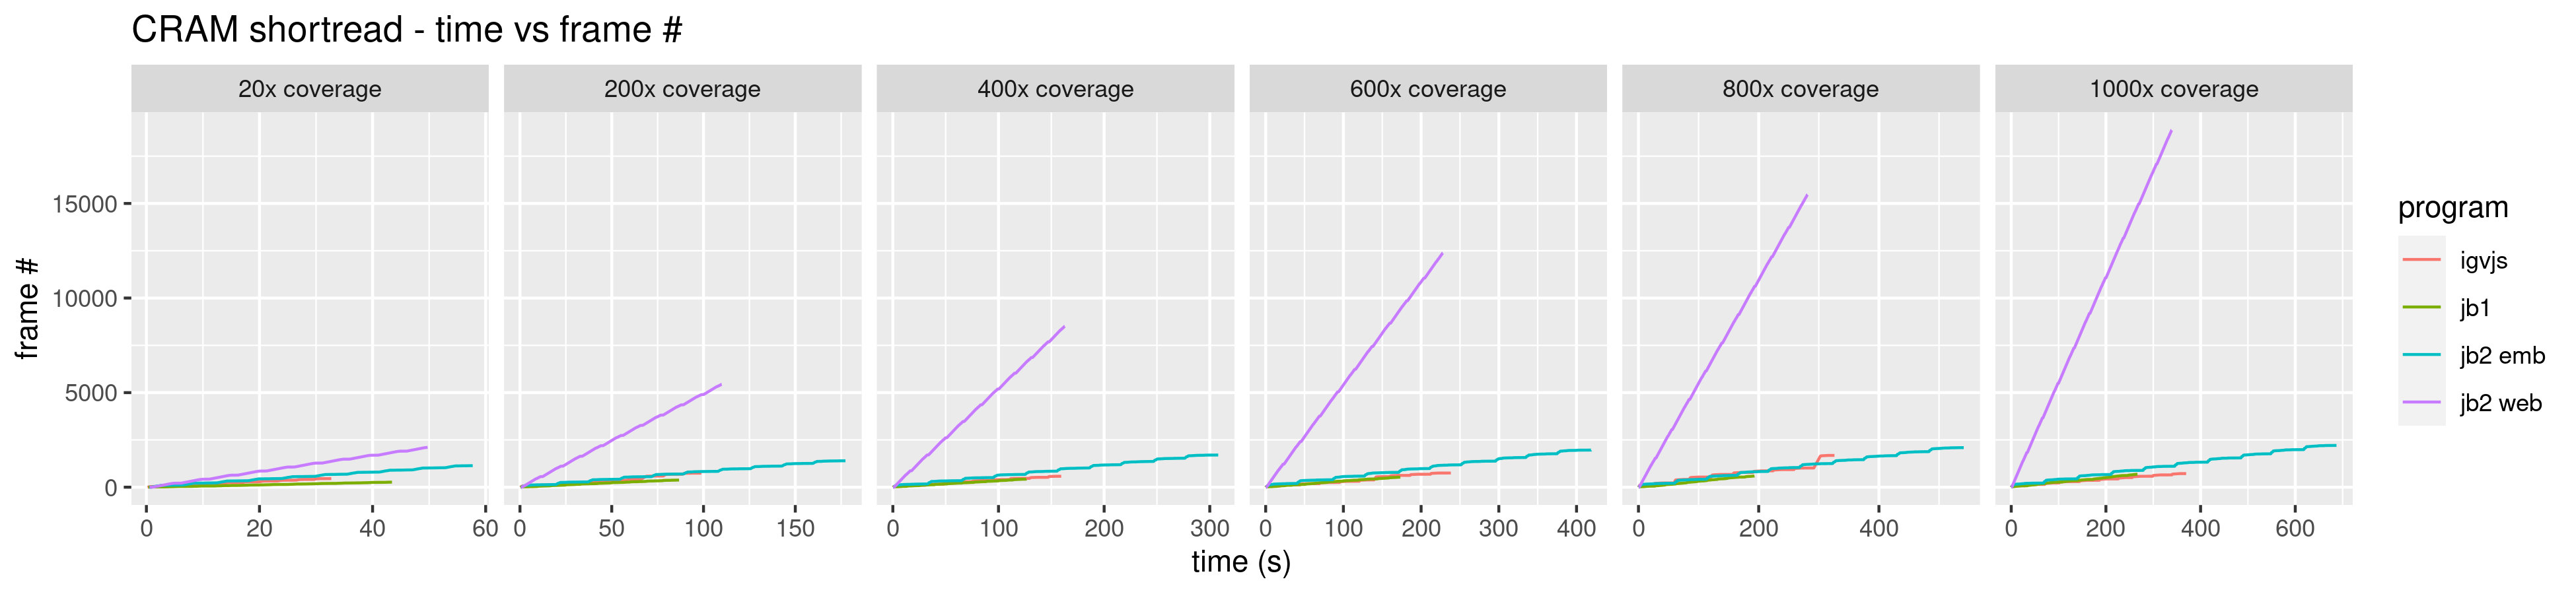 CRAM shortread - time vs frame #
20x coverage
200x coverage
400x coverage
600x coverage
800x coverage
1000x coverage
frame #
15000
10000
5000
0
0 20 40 60
0 50 100 150
0 100 200 300
0 100 200 300 400
0 200 400
0 200 400 600
time (s)
program
igvjs
jb1
jb2 emb
jb2 web